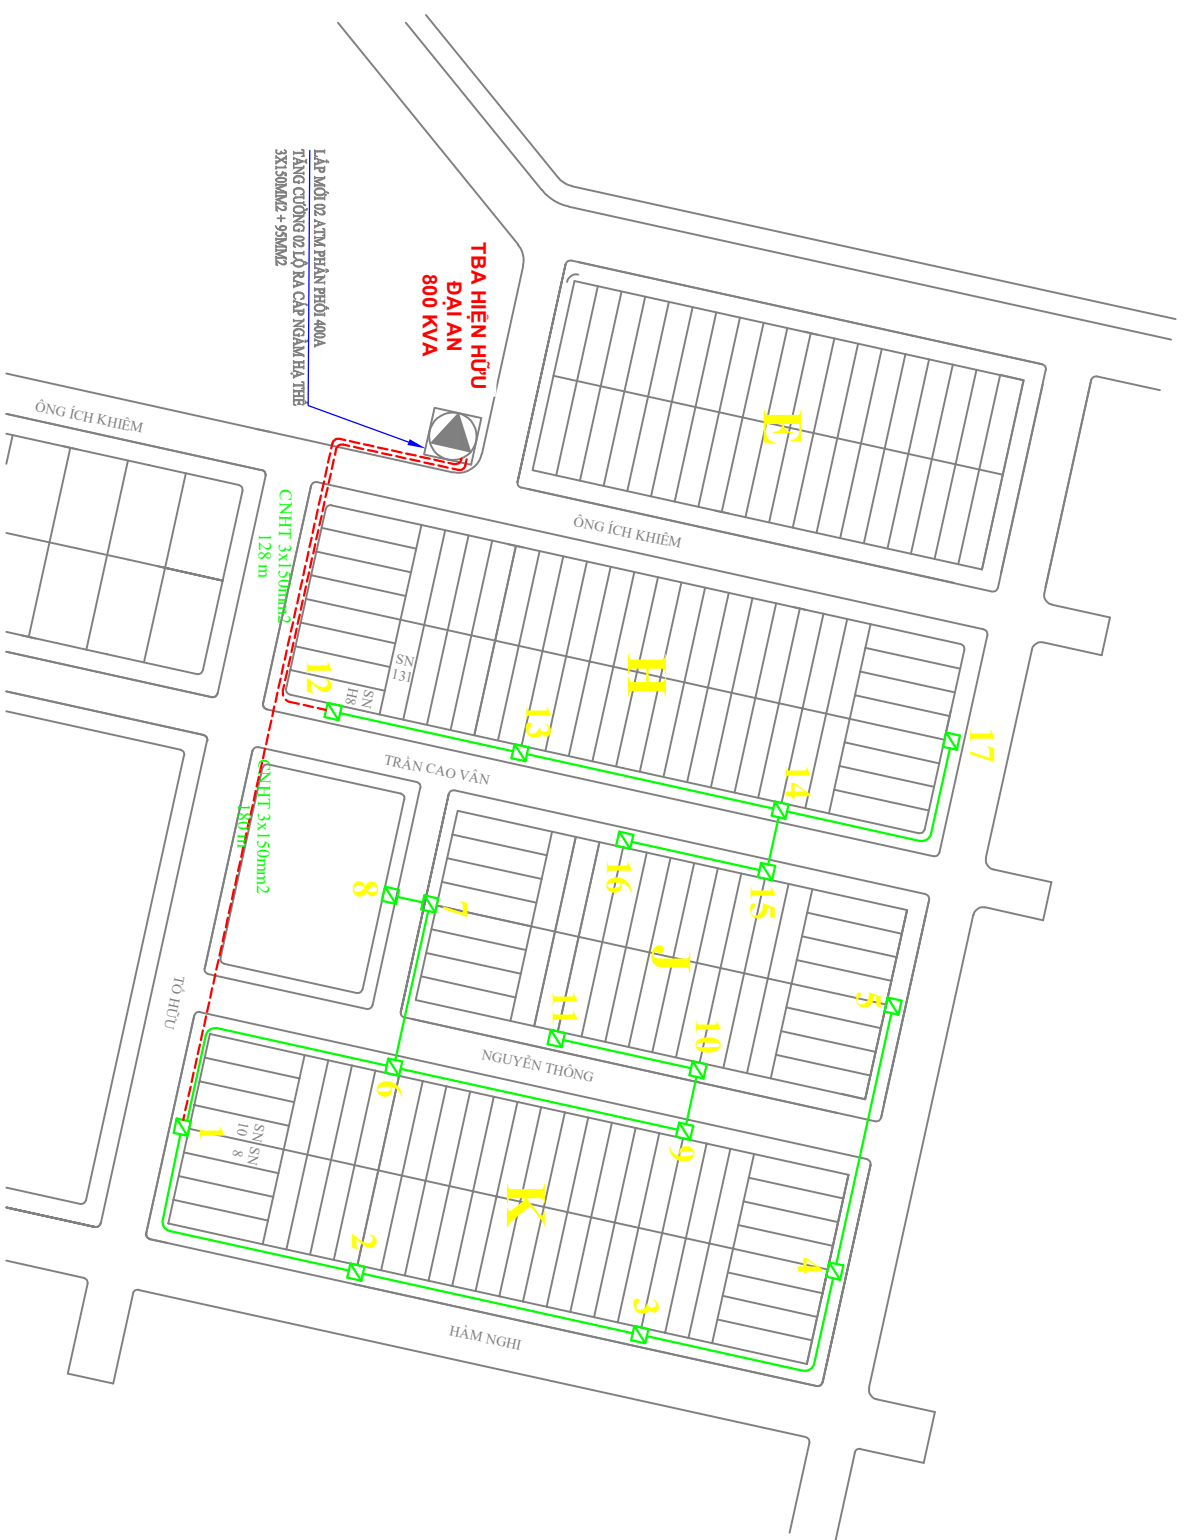 LẮP MỚI 02 ATM PHÂN PHỐI 400A
TĂNG CƯỜNG 02 LỘ RA CÁP NGẦM HẠ THẾ
3X150MM2 + 95MM2
TBA HIỆN HỮU
ĐẠI AN
800 KVA
E
ÔNG ÍCH KHIÊM
ÔNG ÍCH KHIÊM
CNHT 3x150mm2
128 m
H
SN
131
SN
H8
12
13
14
17
TRẦN CAO VÂN
CNHT 3x150mm2
180 m
8
7
16
15
J
5
11
10
TỐ HỮU
NGUYỄN THÔNG
6
9
1
SN
10
SN
8
K
2
3
4
HÀM NGHI